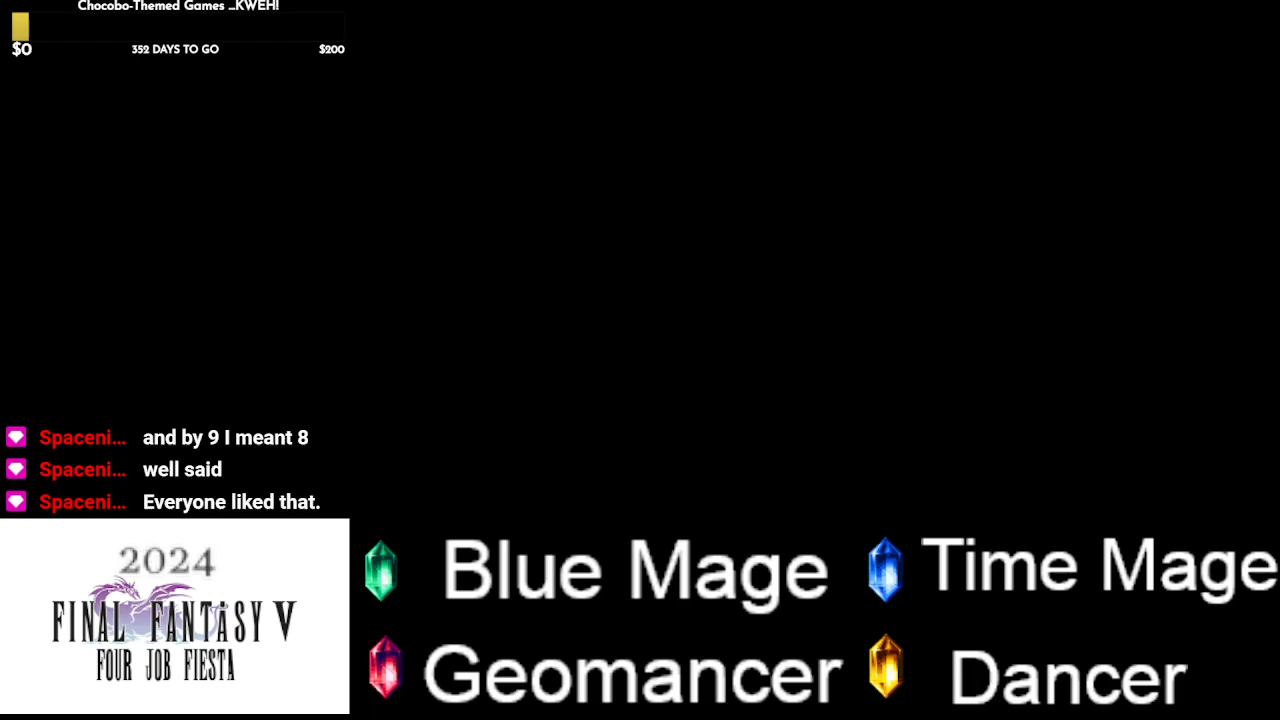 Chocobo-Themed Games ...KWEH!
$0 352 DAYS TO GO $200
Spaceni... and by 9 I meant 8
Spaceni... well said
Spaceni... Everyone liked that.
2024
FINAL FANTASY V
FOUR JOB FIESTA
Blue Mage Time Mage
Geomancer Dancer